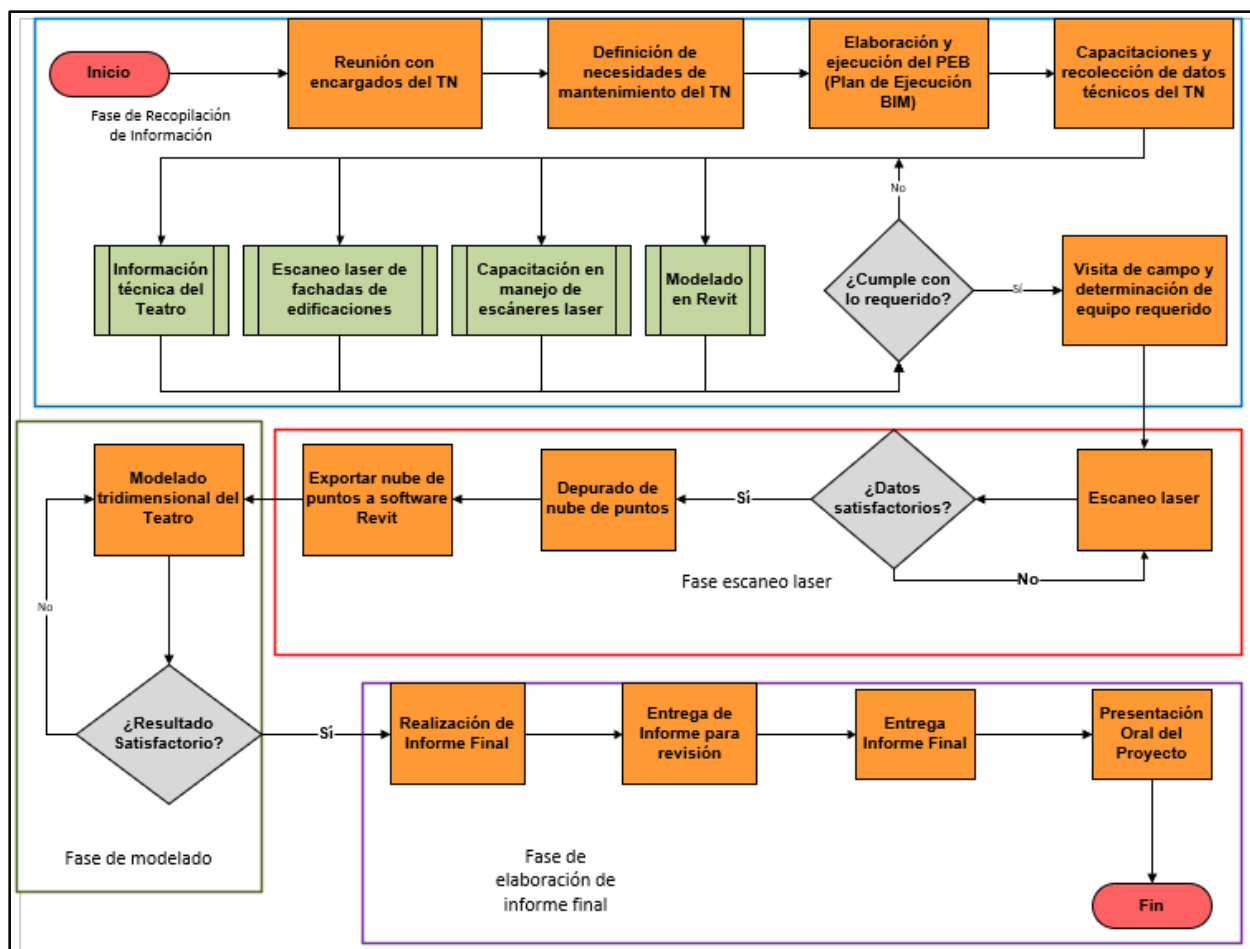 Inicio
Fase de Recopilación
de Información
Reunión con
encargados del TN
Definición de
necesidades de
mantenimiento del TN
Elaboración y
ejecución del PEB
(Plan de Ejecución
BIM)
Capacitaciones y
recolección de datos
técnicos del TN
Información
técnica del
Teatro
Escaneo laser de
fachadas de
edificaciones
Capacitación en
manejo de
escáneres laser
Modelado
en Revit
No
¿Cumple con
lo requerido?
Sí
Visita de campo y
determinación de
equipo requerido
Modelado
tridimensional del
Teatro
Exportar nube de
puntos a software
Revit
Depurado de
nube de puntos
Sí
¿Datos
satisfactorios?
Escaneo laser
No
Fase escaneo laser
No
¿Resultado
Satisfactorio?
Sí
Fase de modelado
Realización de
Informe Final
Entrega de
Informe para
revisión
Entrega
Informe Final
Presentación
Oral del
Proyecto
Fase de
elaboración de
informe final
Fin